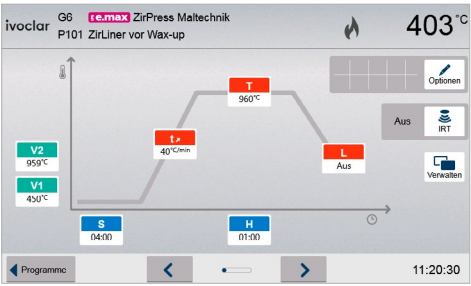 ivoclar
G6 IPS e.max ZirPress Maltechnik
403°C
P101 ZirLiner vor Wax-up
T
960°C
Optionen
t↗
40°C/min
Aus
IRT
V2
959°C
L
Aus
Verwalten
V1
450°C
S
04:00
H
01:00
Programme
11:20:30